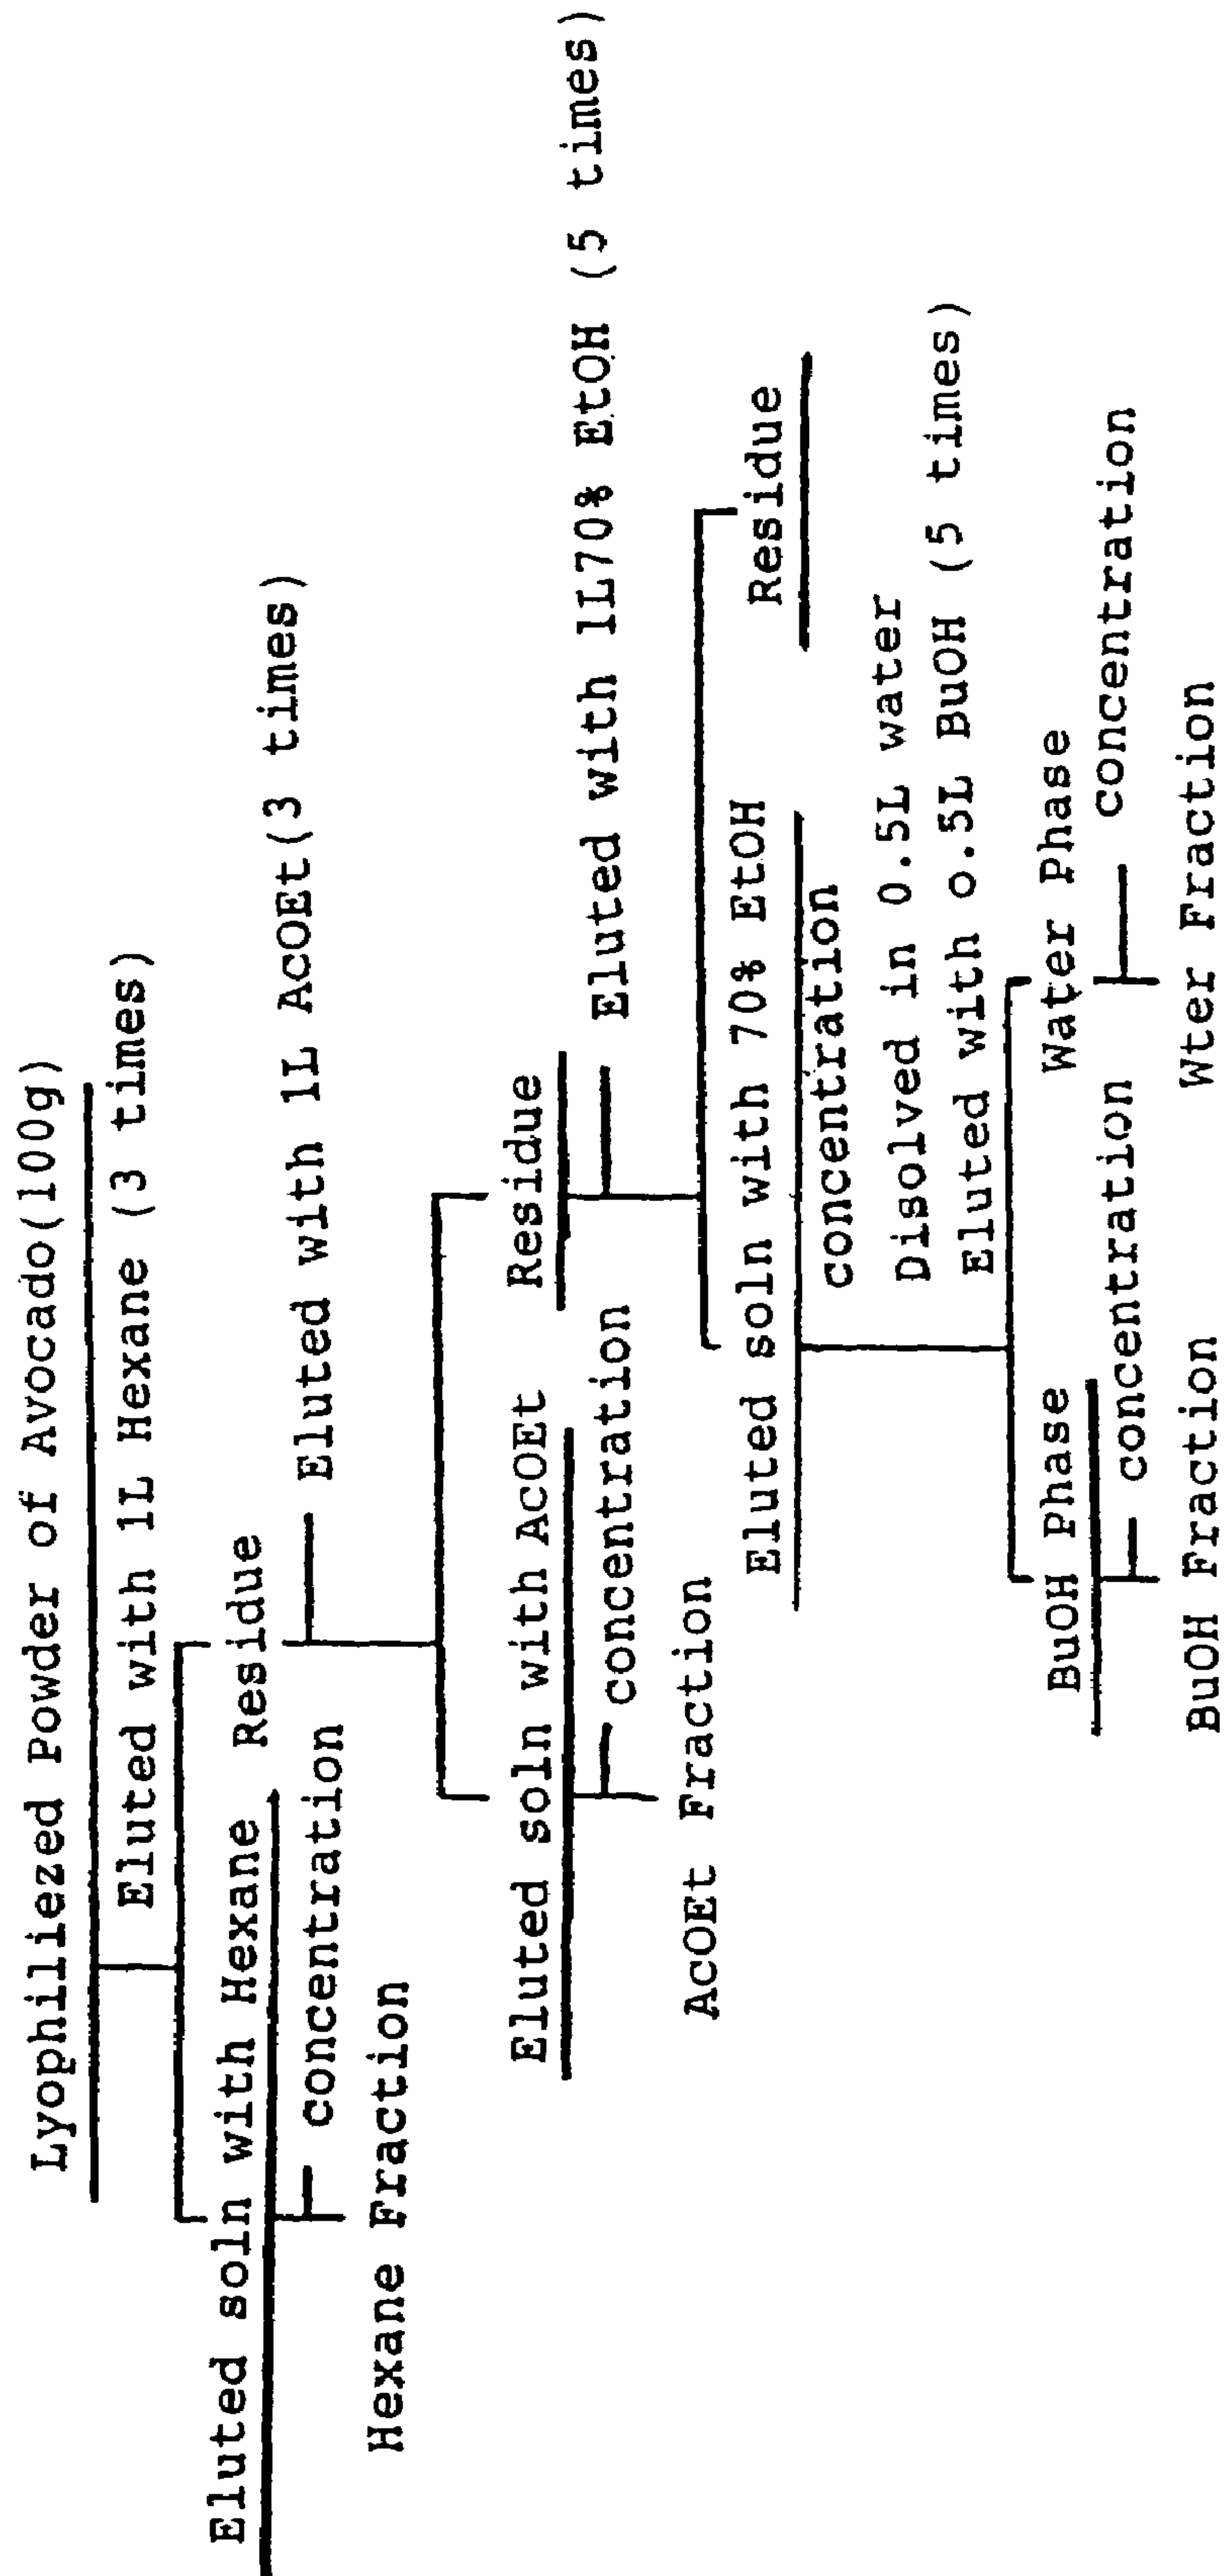 Lyophiliezed Powder of Avocado(100g)
Eluted with 1L Hexane (3 times)
Eluted soln with Hexane
Residue
concentration
Eluted with 1L AcOEt(3 times)
Hexane Fraction
Eluted soln with AcOEt
Residue
concentration
Eluted with 1L70% EtOH (5 times)
AcOEt Fraction
Eluted soln with 70% EtOH
Residue
concentration
Disolved in 0.5L water
Eluted with o.5L BuOH (5 times)
BuOH Phase
Water Phase
concentration
concentration
BuOH Fraction
Wter Fraction